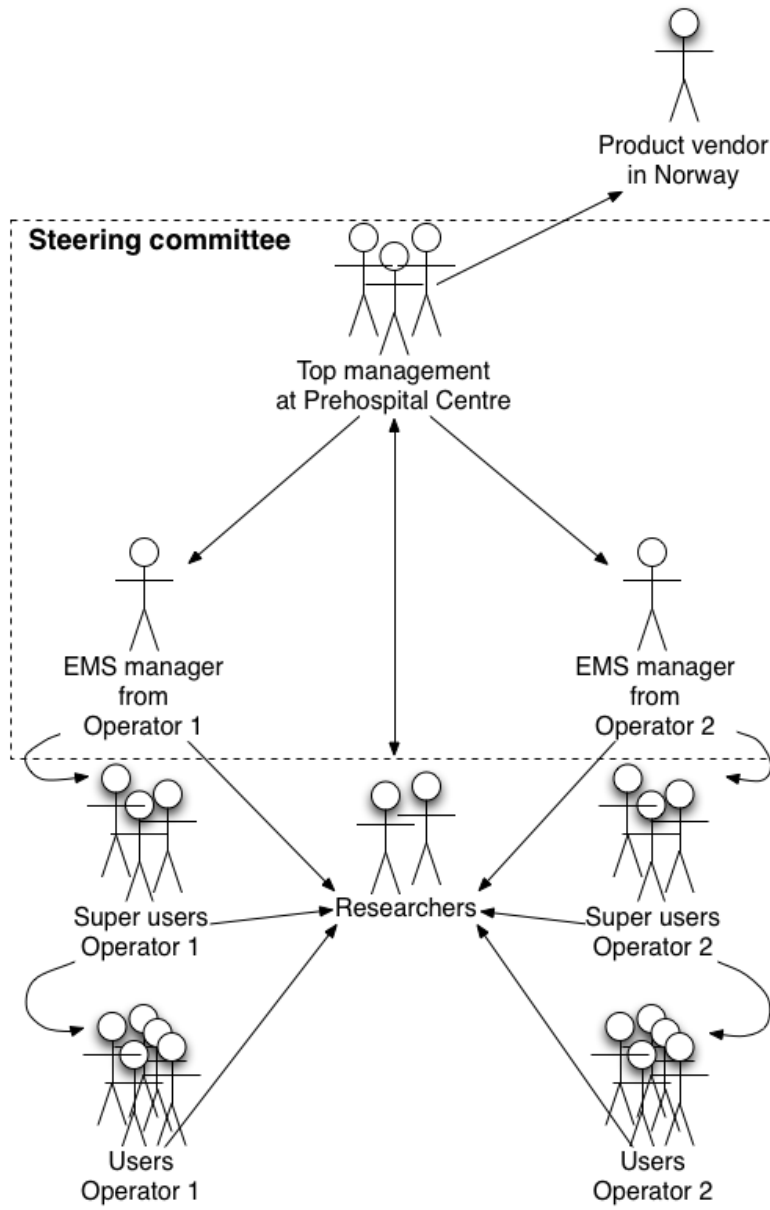 Product vendor
in Norway
Steering committee
Top management
at Prehospital Centre
EMS manager
from
Operator 1
EMS manager
from
Operator 2
Super users
Operator 1
Researchers
Super users
Operator 2
Users
Operator 1
Users
Operator 2